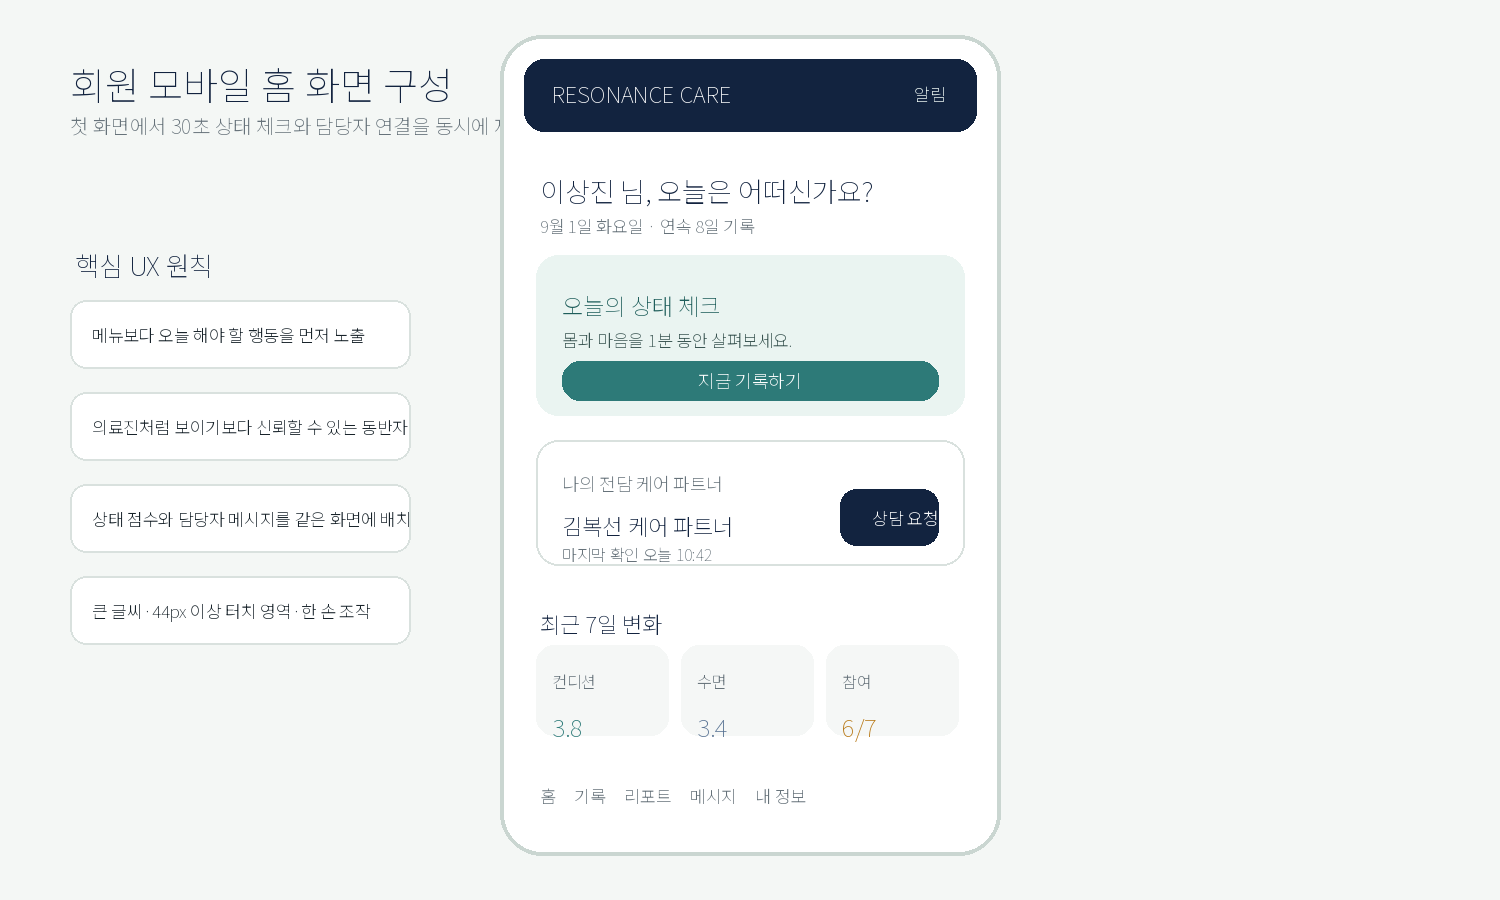 회원 모바일 홈 화면 구성
첫 화면에서 30초 상태 체크와 담당자 연결을 동시에
핵심 UX 원칙
메뉴보다 오늘 해야 할 행동을 먼저 노출
의료진처럼 보이기보다 신뢰할 수 있는 동반자
상태 점수와 담당자 메시지를 같은 화면에 배치
큰 글씨 · 44px 이상 터치 영역 · 한 손 조작
RESONANCE CARE
알림
이상진 님, 오늘은 어떠신가요?
9월 1일 화요일 · 연속 8일 기록
오늘의 상태 체크
몸과 마음을 1분 동안 살펴보세요.
지금 기록하기
나의 전담 케어 파트너
김복선 케어 파트너
마지막 확인 오늘 10:42
상담 요청
최근 7일 변화
컨디션
수면
참여
3.8
3.4
6/7
홈 기록 리포트 메시지 내 정보